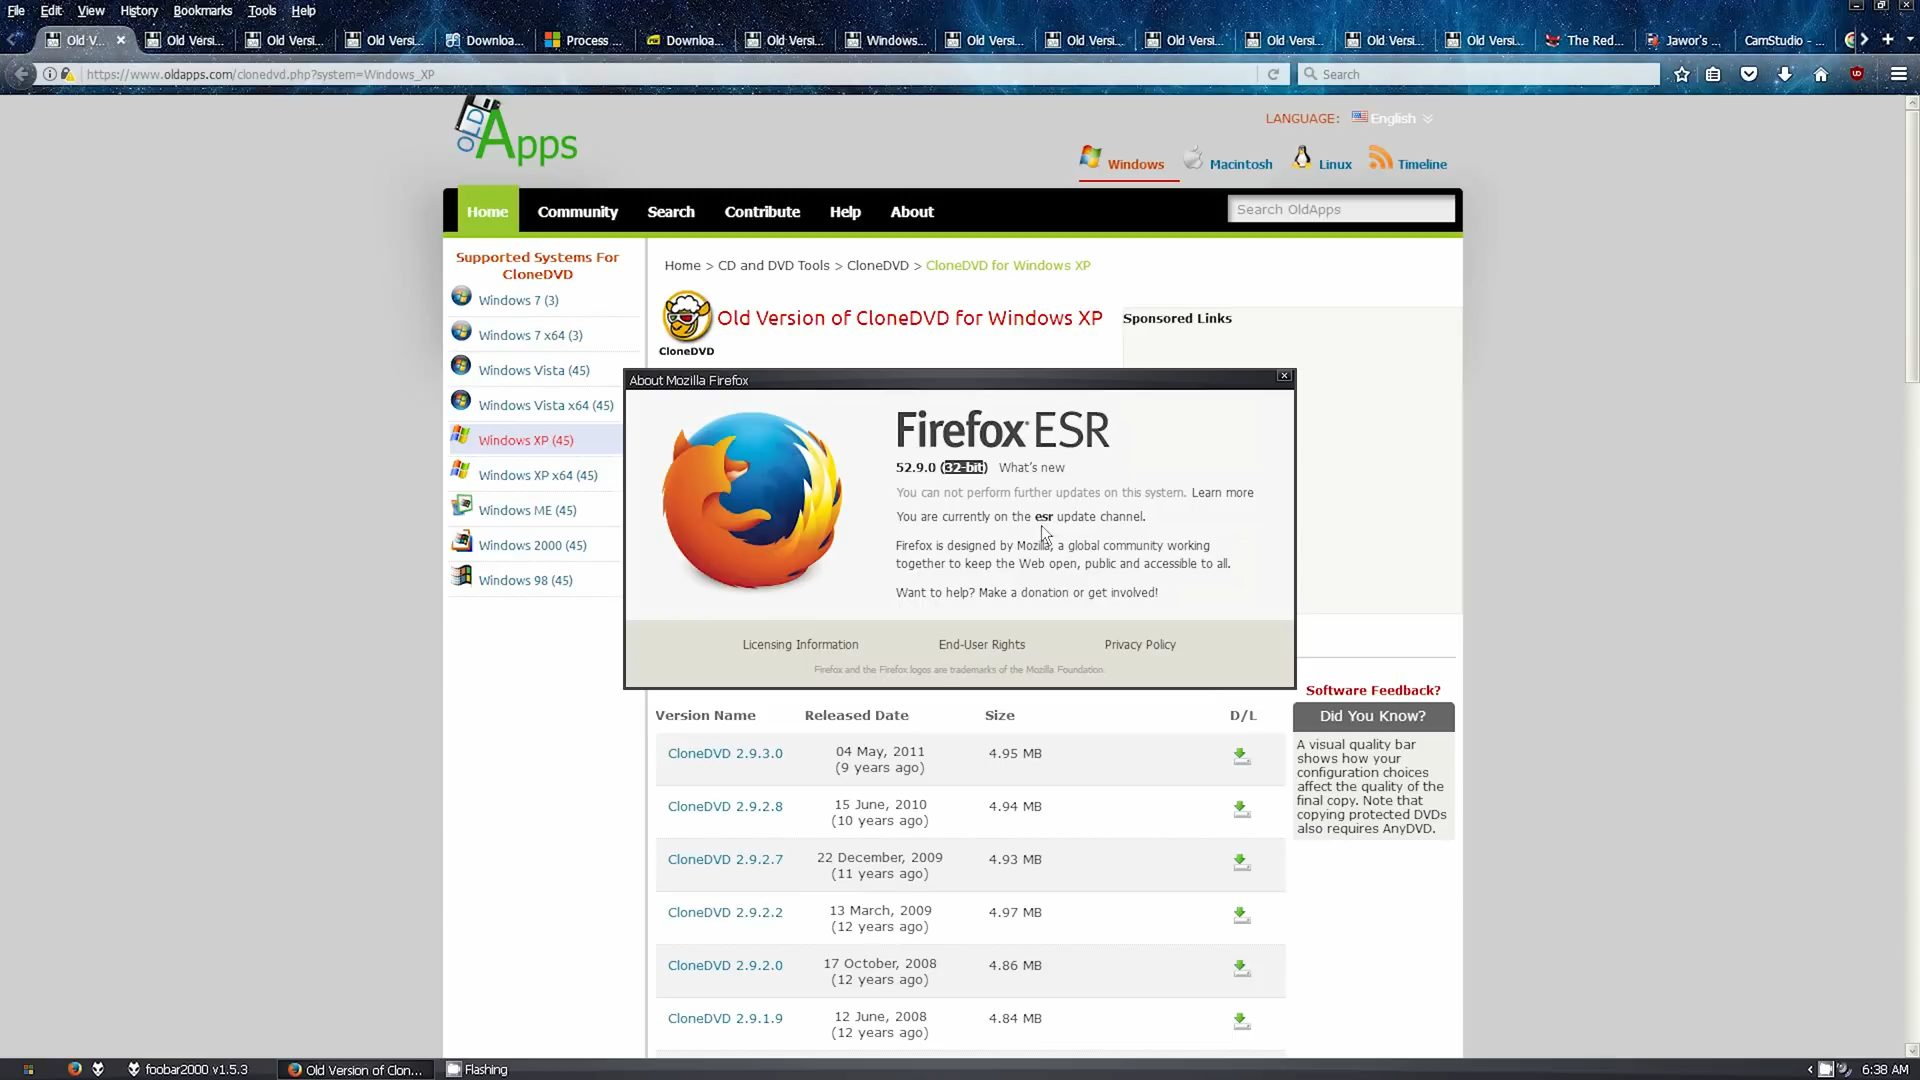 File Edit View History Bookmarks Tools Help
Old V... Old Versi... Old Versi... Old Versi... Downloa... Process ... Downloa... Old Versi... Windows... Old Versi... Old Versi... Old Versi... Old Versi... Old Versi... Old Versi... The Red... Jawor's ... CamStudio - ...
https://www.oldapps.com/clonedvd.php?system=Windows_XP
Search
OLD Apps
LANGUAGE: English
Windows Macintosh Linux Timeline
Home Community Search Contribute Help About
Search OldApps
Supported Systems For
CloneDVD
Windows 7 (3)
Windows 7 x64 (3)
Windows Vista (45)
Windows Vista x64 (45)
Windows XP (45)
Windows XP x64 (45)
Windows ME (45)
Windows 2000 (45)
Windows 98 (45)
Home > CD and DVD Tools > CloneDVD > CloneDVD for Windows XP
Old Version of CloneDVD for Windows XP
CloneDVD
Sponsored Links
About Mozilla Firefox
Firefox ESR
52.9.0 (32-bit) What's new
You can not perform further updates on this system. Learn more
You are currently on the esr update channel.
Firefox is designed by Mozilla, a global community working
together to keep the Web open, public and accessible to all.
Want to help? Make a donation or get involved!
Licensing Information End-User Rights Privacy Policy
Firefox and the Firefox logos are trademarks of the Mozilla Foundation.
Version Name Released Date Size D/L
CloneDVD 2.9.3.0 04 May, 2011 4.95 MB
(9 years ago)
CloneDVD 2.9.2.8 15 June, 2010 4.94 MB
(10 years ago)
CloneDVD 2.9.2.7 22 December, 2009 4.93 MB
(11 years ago)
CloneDVD 2.9.2.2 13 March, 2009 4.97 MB
(12 years ago)
CloneDVD 2.9.2.0 17 October, 2008 4.86 MB
(12 years ago)
CloneDVD 2.9.1.9 12 June, 2008 4.84 MB
(12 years ago)
Software Feedback?
Did You Know?
A visual quality bar
shows how your
configuration choices
affect the quality of the
final copy. Note that
copying protected DVDs
also requires AnyDVD.
foobar2000 v1.5.3 Old Version of Clon... Flashing 6:38 AM